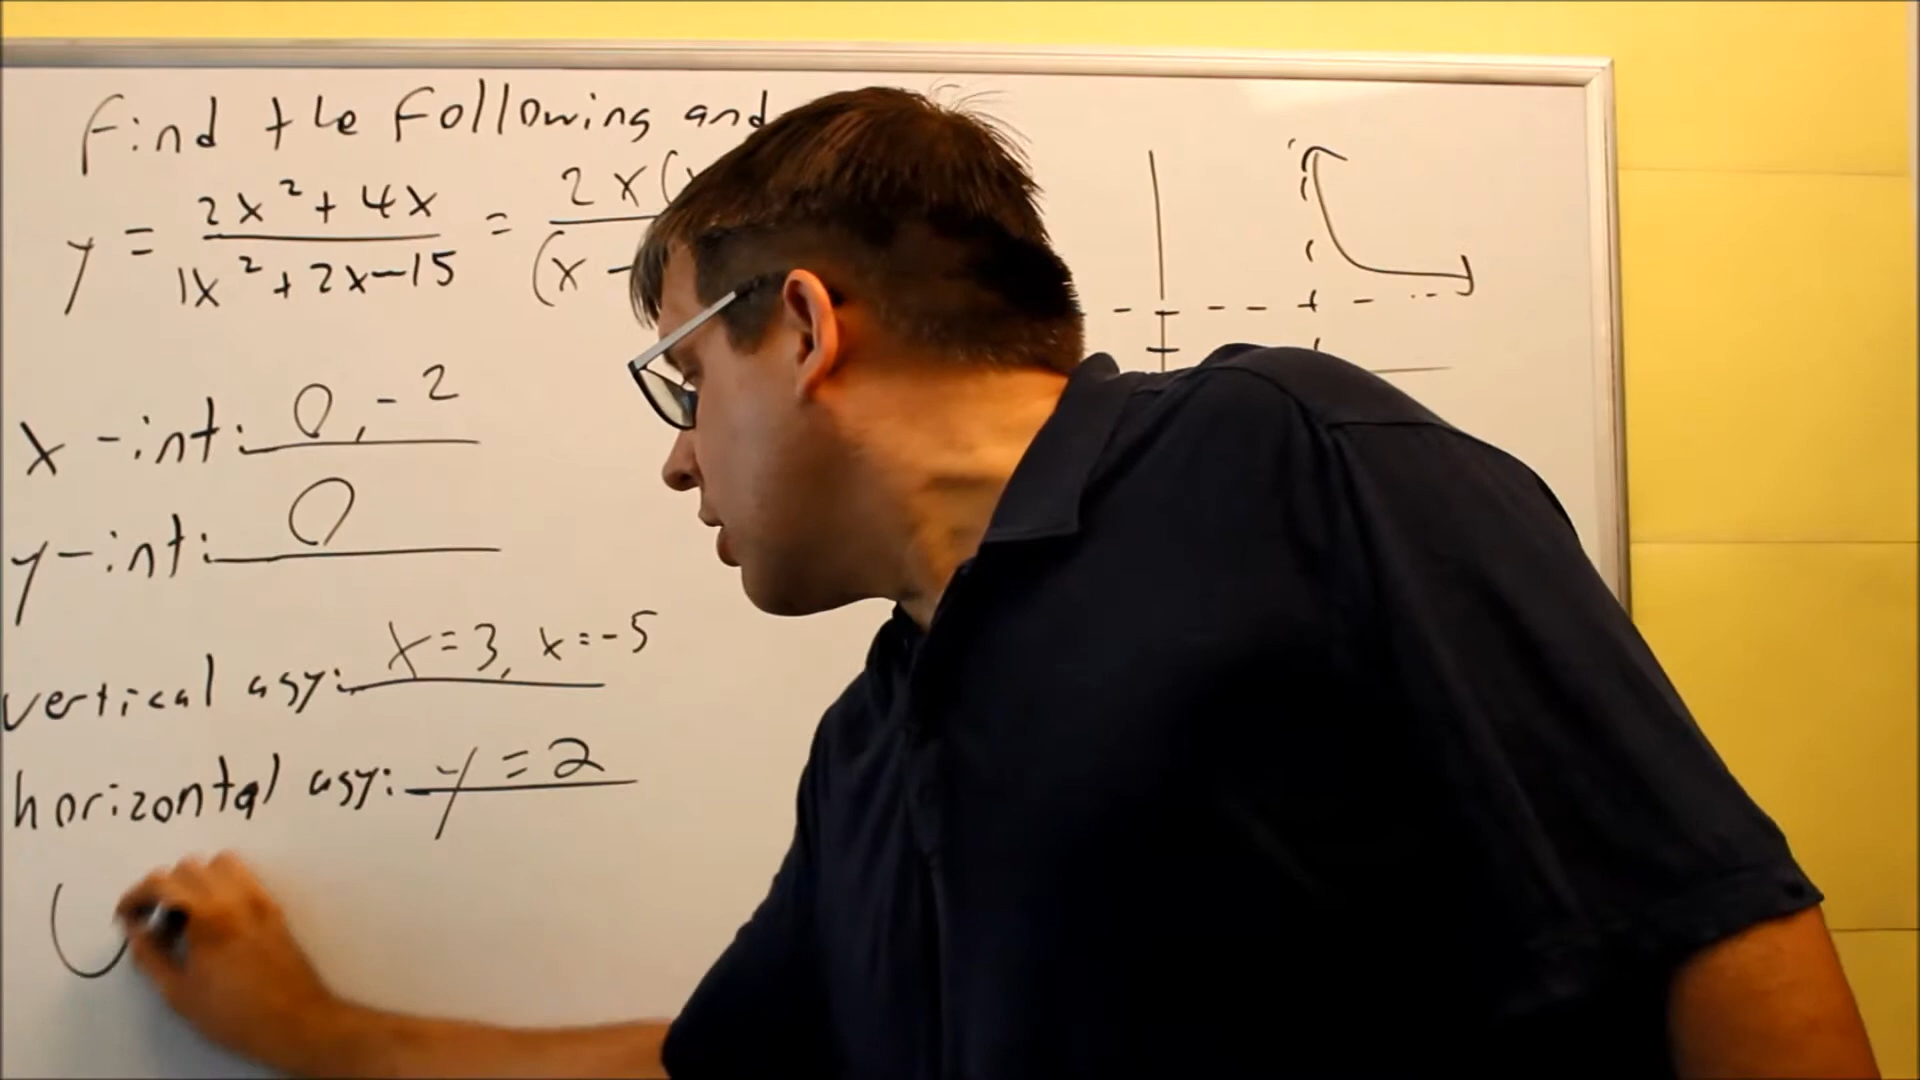 Find the following and
y = 2x² + 4x / 1x² + 2x - 15 = 2x( / (x -
x-int: 0, -2
y-int: 0
vertical asy: x = 3, x = -5
horizontal asy: y = 2